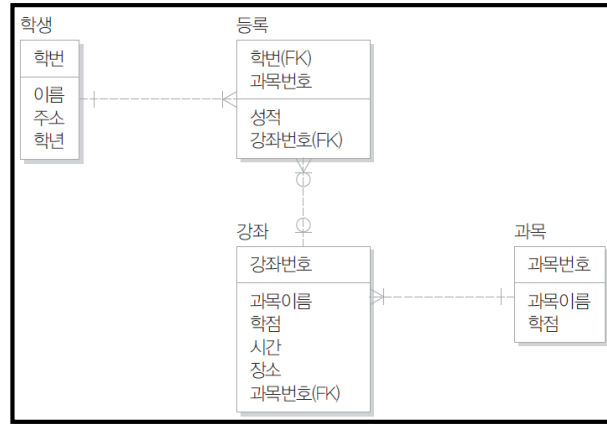 학생
학번
이름
주소
학년
등록
학번(FK)
과목번호
성적
강좌번호(FK)
강좌
강좌번호
과목이름
학점
시간
장소
과목번호(FK)
과목
과목번호
과목이름
학점